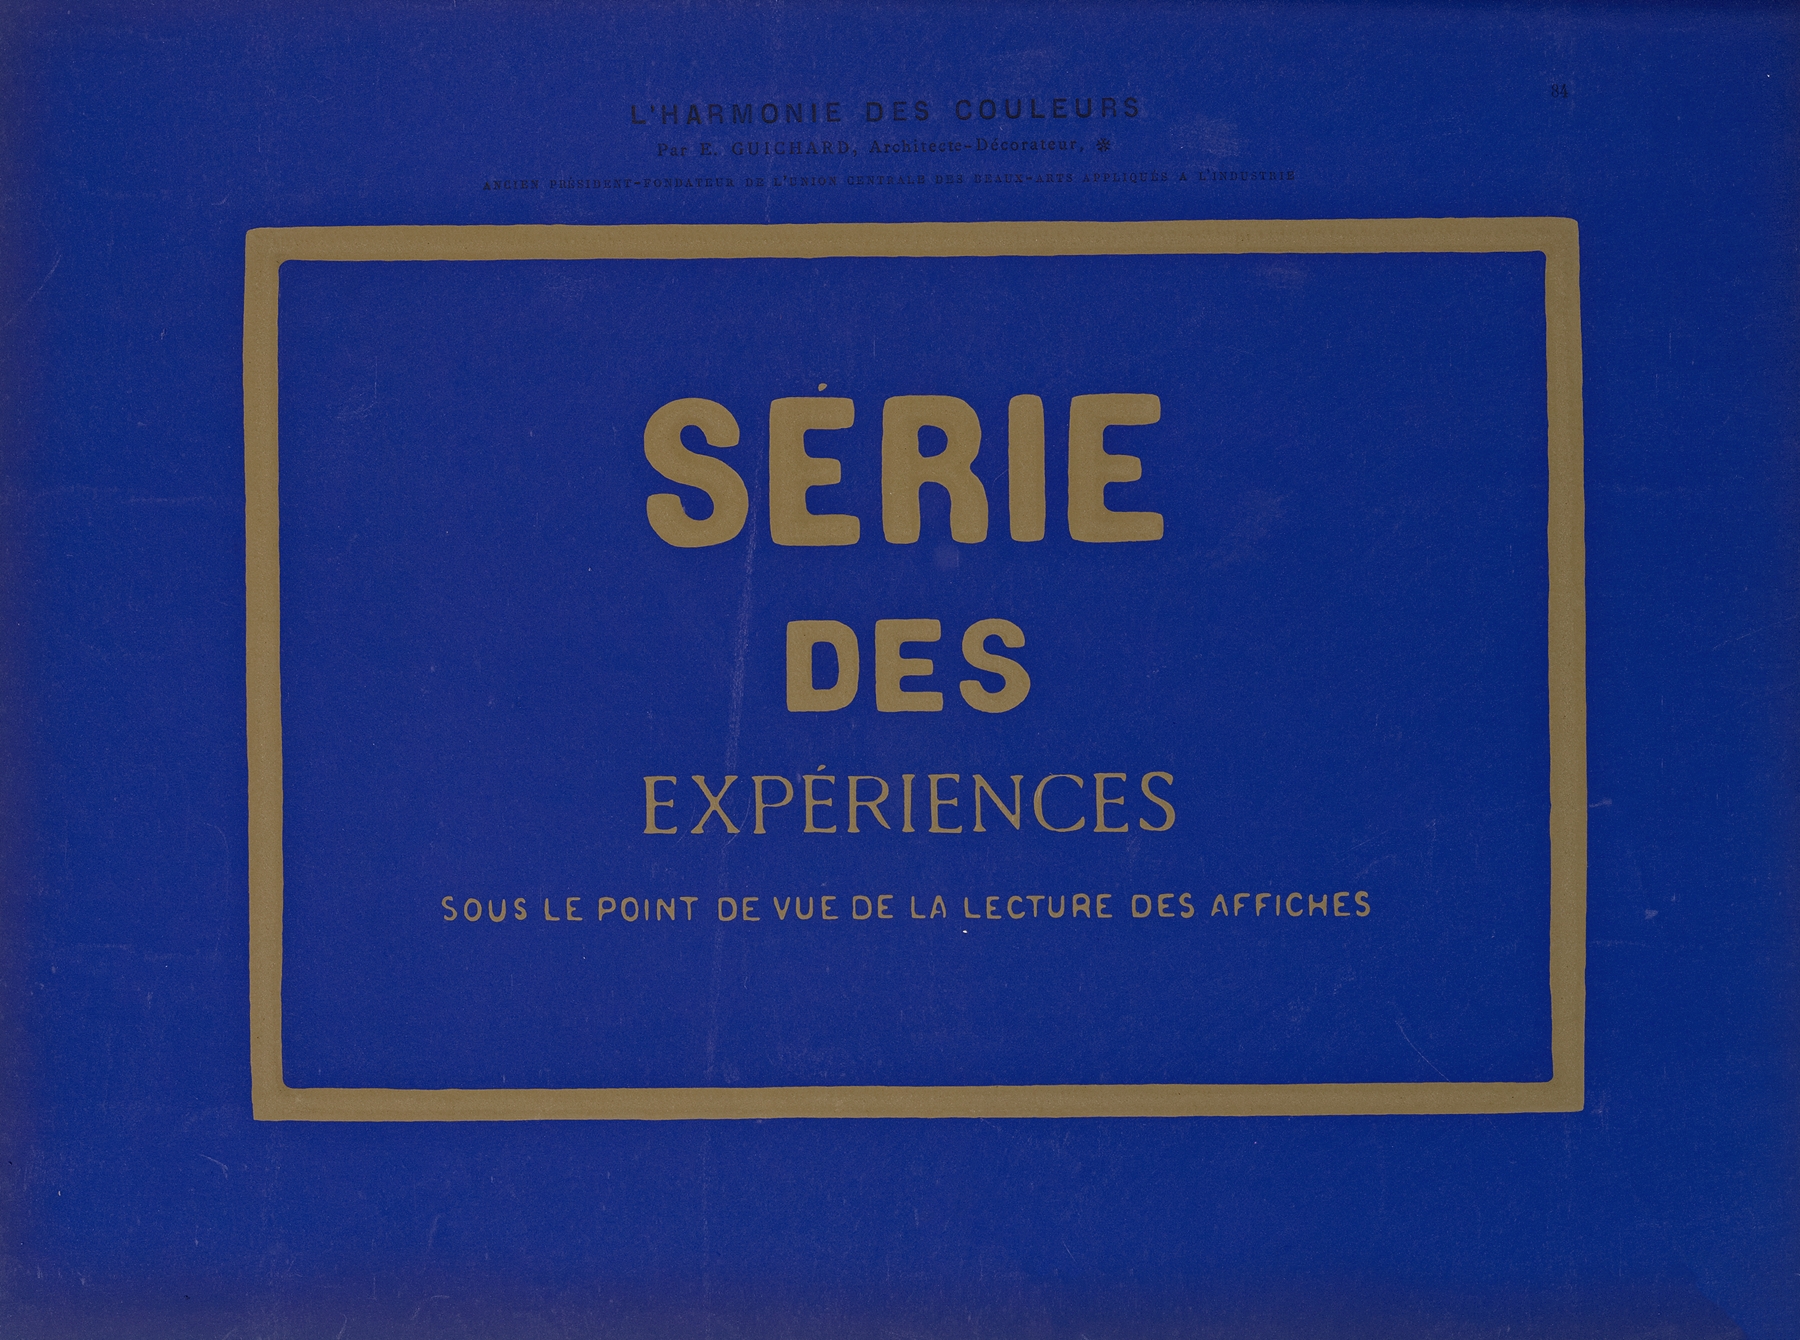 84
L'HARMONIE DES COULEURS
Par E. GUICHARD, Architecte-Décorateur, ✻
ANCIEN PRÉSIDENT-FONDATEUR DE L'UNION CENTRALE DES BEAUX-ARTS APPLIQUÉS A L'INDUSTRIE
SÉRIE
DES
EXPÉRIENCES
SOUS LE POINT DE VUE DE LA LECTURE DES AFFICHES